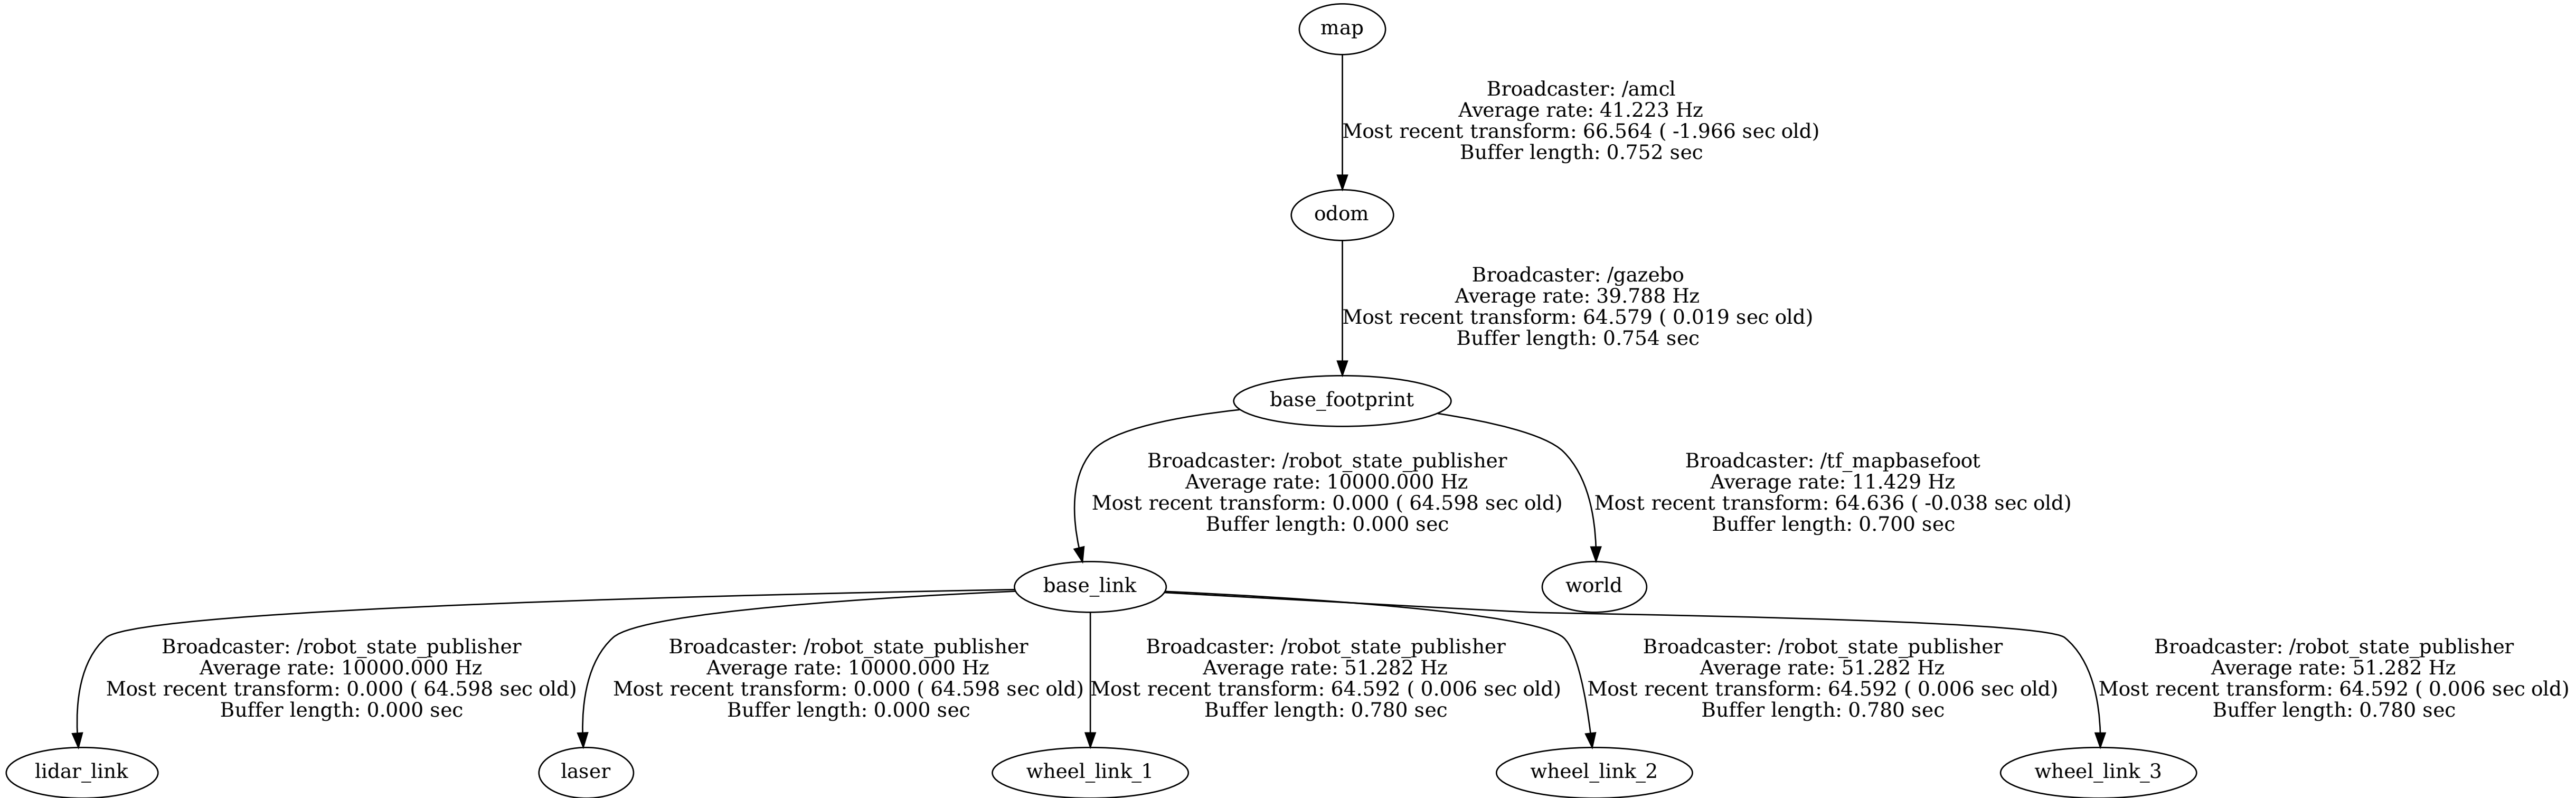 map
Broadcaster: /amcl
Average rate: 41.223 Hz
Most recent transform: 66.564 ( -1.966 sec old)
Buffer length: 0.752 sec
odom
Broadcaster: /gazebo
Average rate: 39.788 Hz
Most recent transform: 64.579 ( 0.019 sec old)
Buffer length: 0.754 sec
base_footprint
Broadcaster: /robot_state_publisher
Average rate: 10000.000 Hz
Most recent transform: 0.000 ( 64.598 sec old)
Buffer length: 0.000 sec
Broadcaster: /tf_mapbasefoot
Average rate: 11.429 Hz
Most recent transform: 64.636 ( -0.038 sec old)
Buffer length: 0.700 sec
base_link
world
Broadcaster: /robot_state_publisher
Average rate: 10000.000 Hz
Most recent transform: 0.000 ( 64.598 sec old)
Buffer length: 0.000 sec
Broadcaster: /robot_state_publisher
Average rate: 10000.000 Hz
Most recent transform: 0.000 ( 64.598 sec old)
Buffer length: 0.000 sec
Broadcaster: /robot_state_publisher
Average rate: 51.282 Hz
Most recent transform: 64.592 ( 0.006 sec old)
Buffer length: 0.780 sec
Broadcaster: /robot_state_publisher
Average rate: 51.282 Hz
Most recent transform: 64.592 ( 0.006 sec old)
Buffer length: 0.780 sec
Broadcaster: /robot_state_publisher
Average rate: 51.282 Hz
Most recent transform: 64.592 ( 0.006 sec old)
Buffer length: 0.780 sec
lidar_link
laser
wheel_link_1
wheel_link_2
wheel_link_3